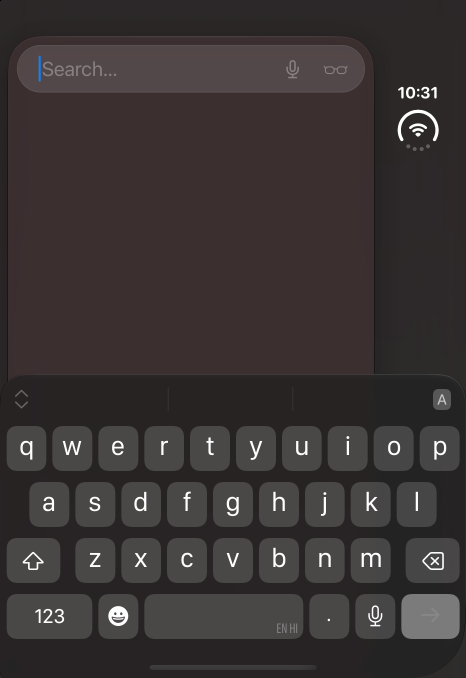 Search...
10:31
A
q w e r t y u i o p
a s d f g h j k l
z x c v b n m
123 EN HI .